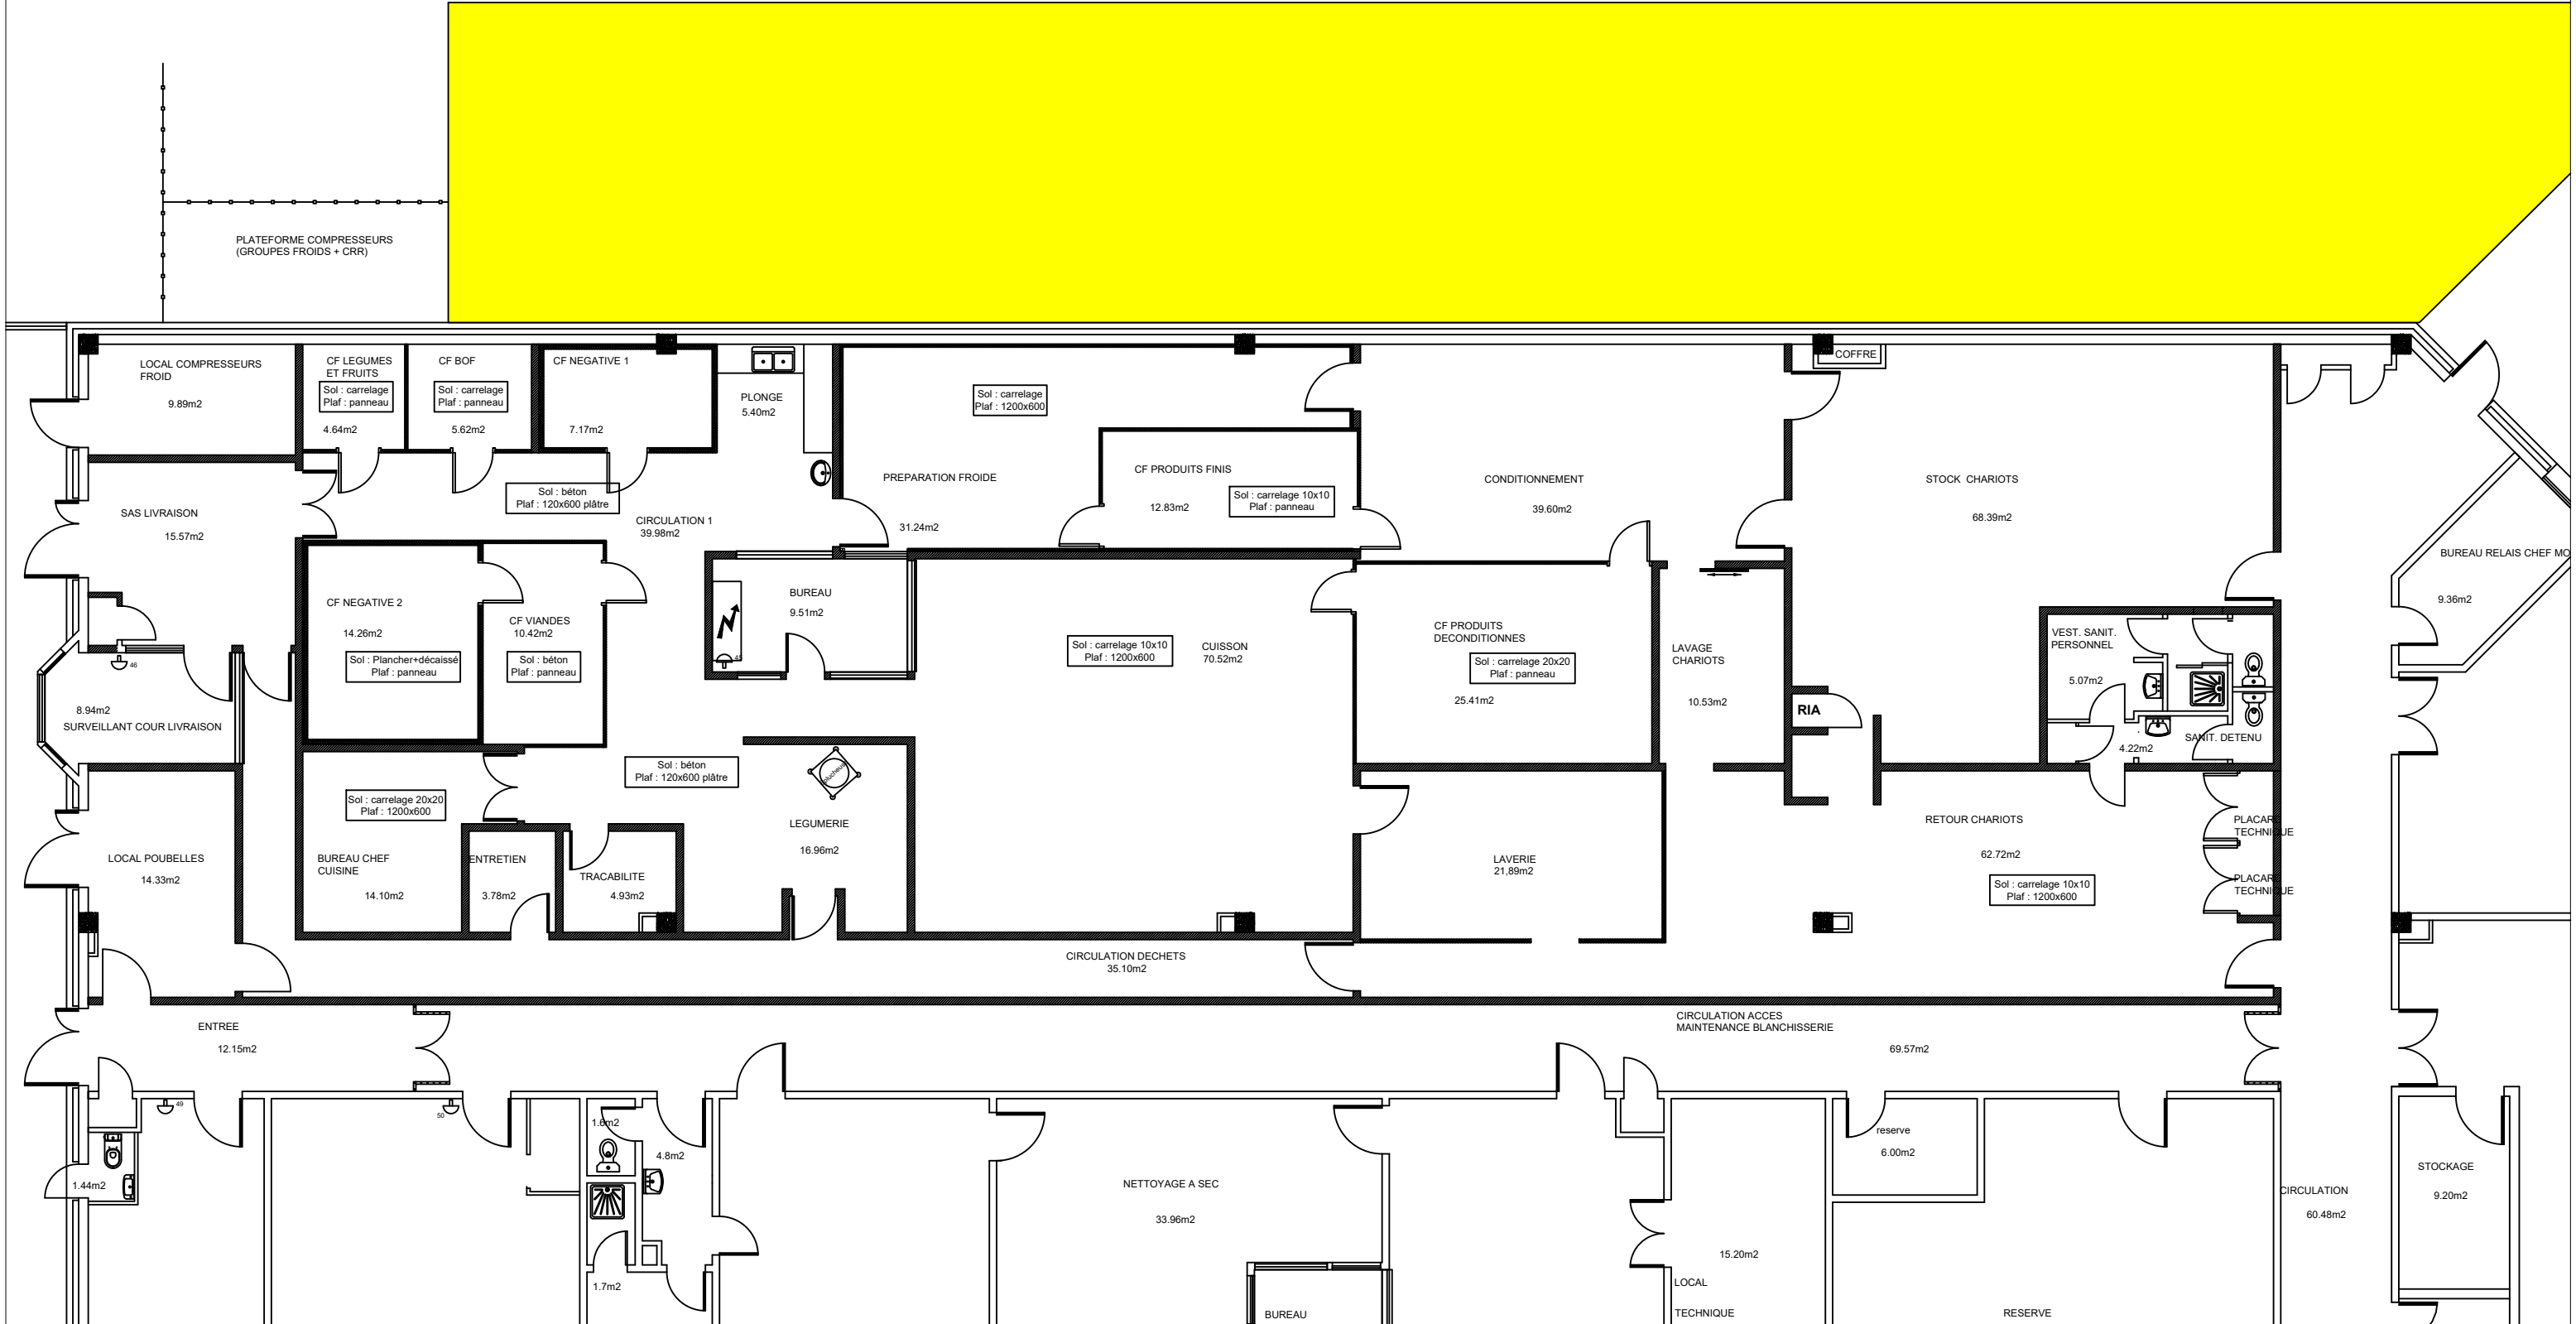 PLATEFORME COMPRESSEURS
(GROUPES FROIDS + CRR)
LOCAL COMPRESSEURS
FROID
9.89m2
CF LEGUMES
ET FRUITS
Sol : carrelage
Plaf : panneau
4.64m2
CF BOF
Sol : carrelage
Plaf : panneau
5.62m2
CF NEGATIVE 1
7.17m2
PLONGE
5.40m2
Sol : carrelage
Plaf : 1200x600
PREPARATION FROIDE
31.24m2
CF PRODUITS FINIS
12.83m2
Sol : carrelage 10x10
Plaf : panneau
CONDITIONNEMENT
39.60m2
COFFRE
STOCK CHARIOTS
68.39m2
SAS LIVRAISON
15.57m2
Sol : béton
Plaf : 120x600 plâtre
CIRCULATION 1
39.98m2
BUREAU RELAIS CHEF MO
9.36m2
CF NEGATIVE 2
14.26m2
Sol : Plancher+décaissé
Plaf : panneau
CF VIANDES
10.42m2
Sol : béton
Plaf : panneau
BUREAU
9.51m2
Sol : carrelage 10x10
Plaf : 1200x600
CUISSON
70.52m2
CF PRODUITS
DECONDITIONNES
Sol : carrelage 20x20
Plaf : panneau
25.41m2
LAVAGE
CHARIOTS
10.53m2
RIA
VEST. SANIT.
PERSONNEL
5.07m2
4.22m2
SANIT. DETENU
46
8.94m2
SURVEILLANT COUR LIVRAISON
Sol : béton
Plaf : 120x600 plâtre
Sol : carrelage 20x20
Plaf : 1200x600
BUREAU CHEF
CUISINE
14.10m2
ENTRETIEN
3.78m2
TRACABILITE
4.93m2
LEGUMERIE
16.96m2
LAVERIE
21,89m2
RETOUR CHARIOTS
62.72m2
Sol : carrelage 10x10
Plaf : 1200x600
PLACARD
TECHNIQUE
PLACARD
TECHNIQUE
LOCAL POUBELLES
14.33m2
CIRCULATION DECHETS
35.10m2
ENTREE
12.15m2
CIRCULATION ACCES
MAINTENANCE BLANCHISSERIE
69.57m2
49
50
1.44m2
1.6m2
4.8m2
1.7m2
NETTOYAGE A SEC
33.96m2
BUREAU
15.20m2
LOCAL
TECHNIQUE
reserve
6.00m2
RESERVE
CIRCULATION
60.48m2
STOCKAGE
9.20m2